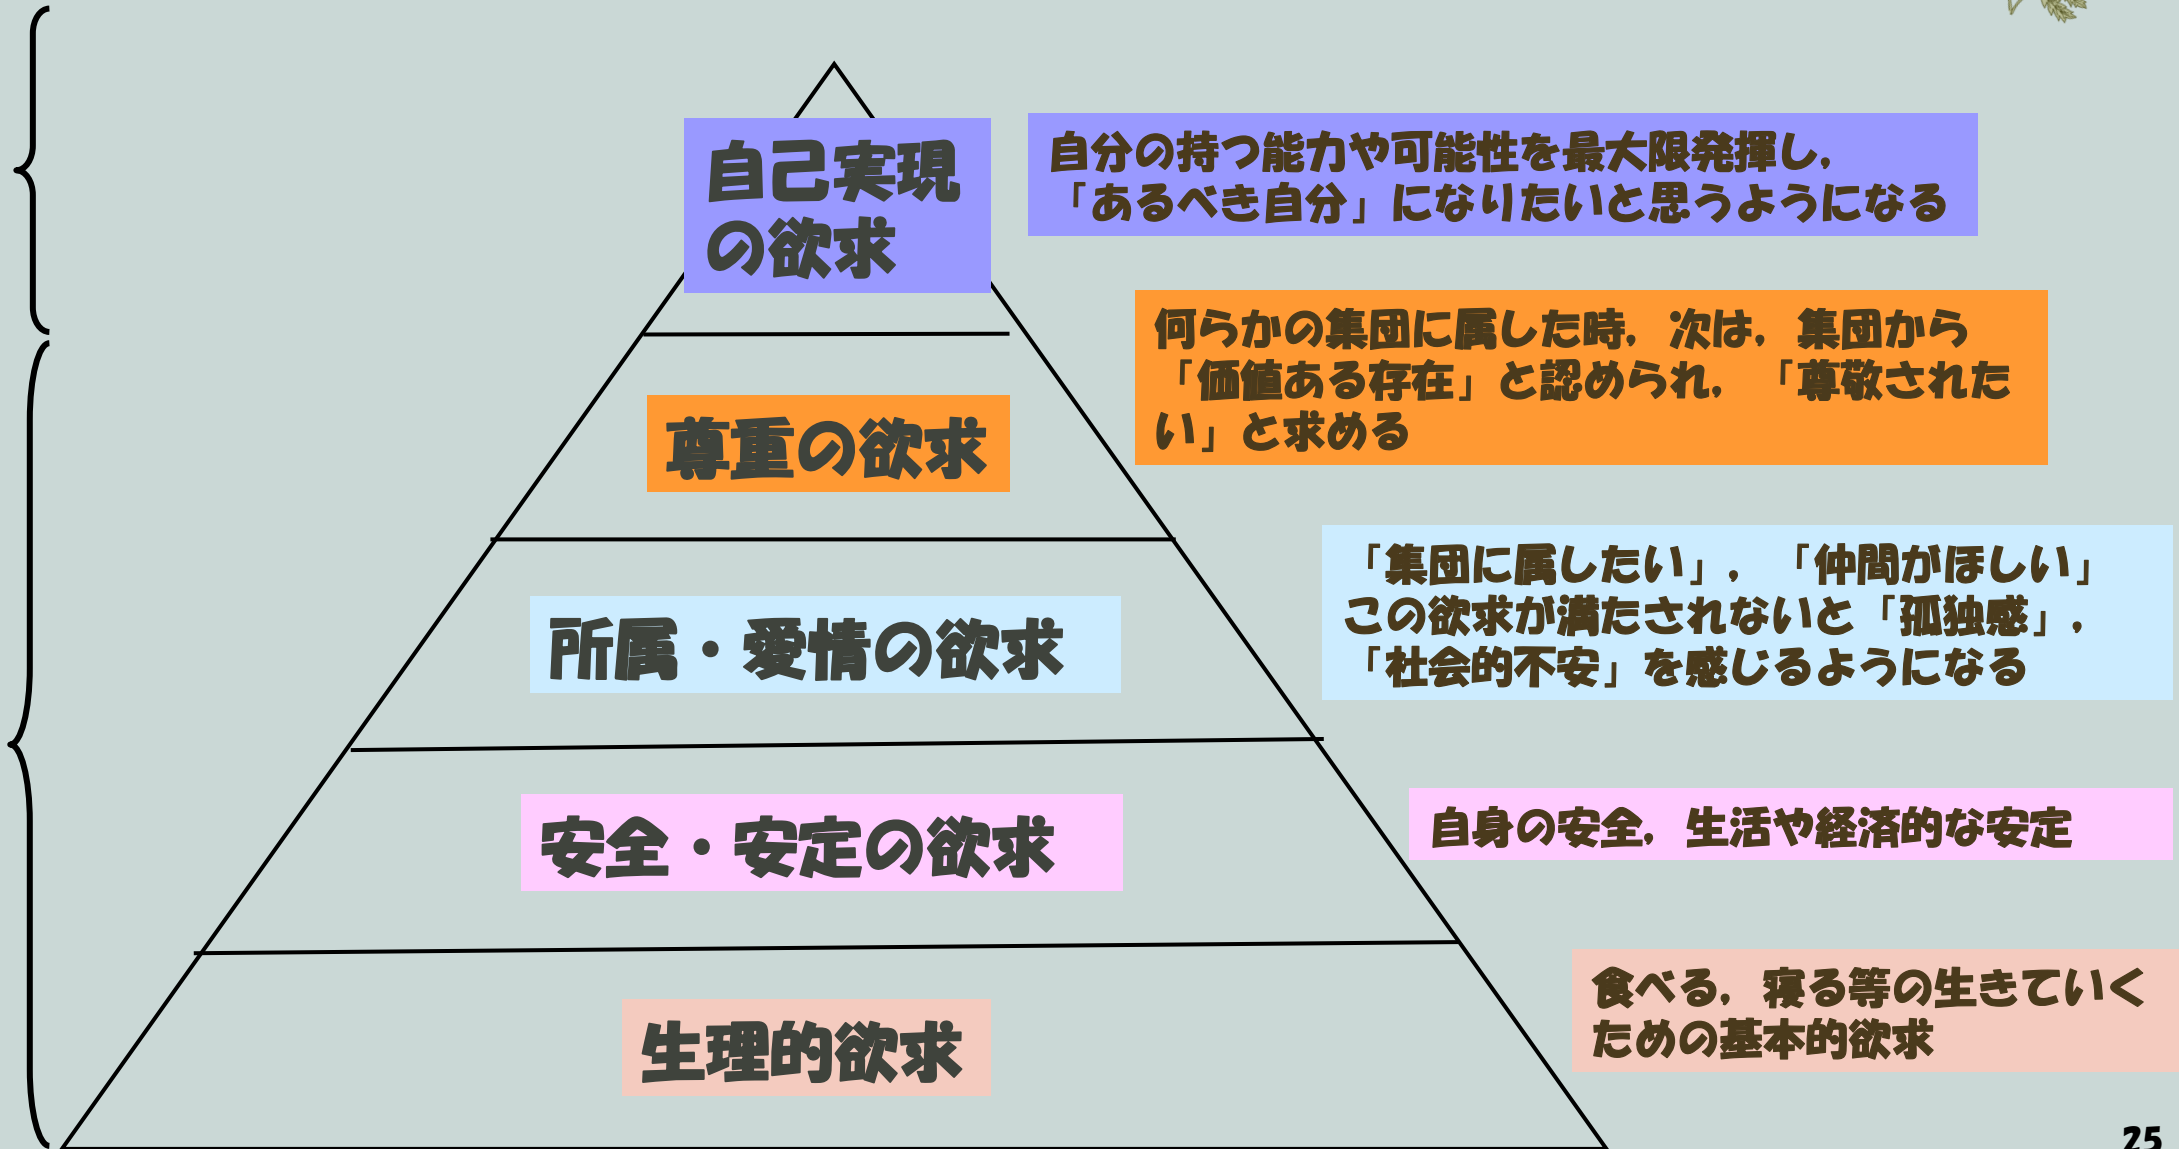 自己実現
の欲求
自分の持つ能力や可能性を最大限発揮し，
「あるべき自分」になりたいと思うようになる
尊重の欲求
何らかの集団に属した時，次は，集団から
「価値ある存在」と認められ，「尊敬された
い」と求める
所属・愛情の欲求
「集団に属したい」，「仲間がほしい」
この欲求が満たされないと「孤独感」，
「社会的不安」を感じるようになる
安全・安定の欲求
自身の安全，生活や経済的な安定
生理的欲求
食べる，寝る等の生きていく
ための基本的欲求
25